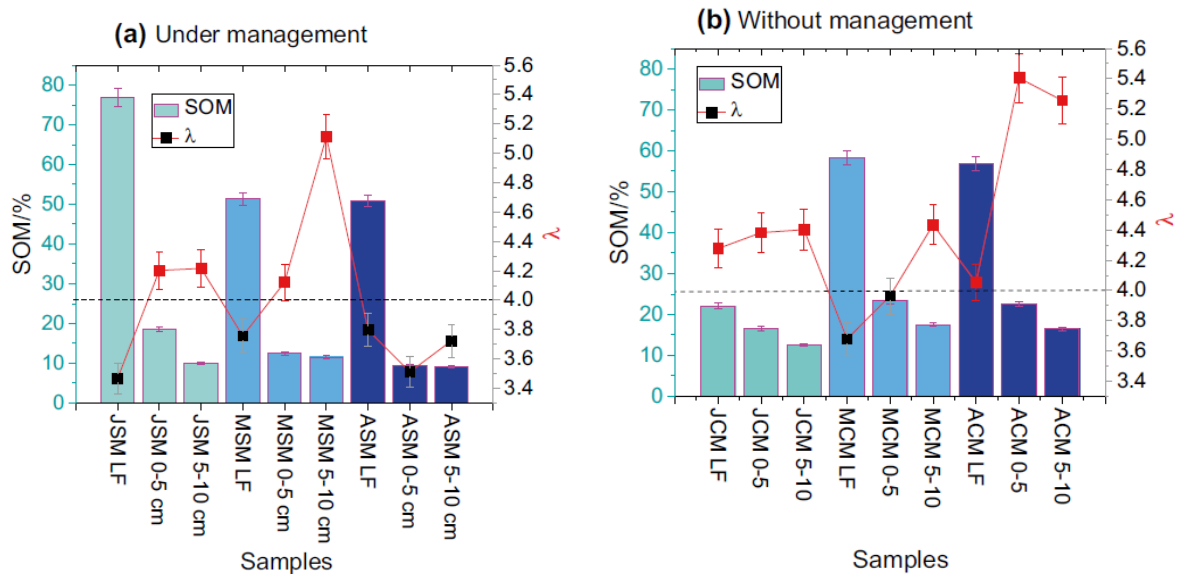 (a) Under management
SOM/%
80
70
60
50
40
30
20
10
0
SOM
λ
5.6
5.4
5.2
5.0
4.8
4.6
4.4
4.2
4.0
3.8
3.6
3.4
λ
JSM LF
JSM 0-5 cm
JSM 5-10 cm
MSM LF
MSM 0-5 cm
MSM 5-10 cm
ASM LF
ASM 0-5 cm
ASM 5-10 cm
Samples
(b) Without management
SOM/%
80
70
60
50
40
30
20
10
0
SOM
λ
5.6
5.4
5.2
5.0
4.8
4.6
4.4
4.2
4.0
3.8
3.6
3.4
λ
JCM LF
JCM 0-5
JCM 5-10
MCM LF
MCM 0-5
MCM 5-10
ACM LF
ACM 0-5
ACM 5-10
Samples